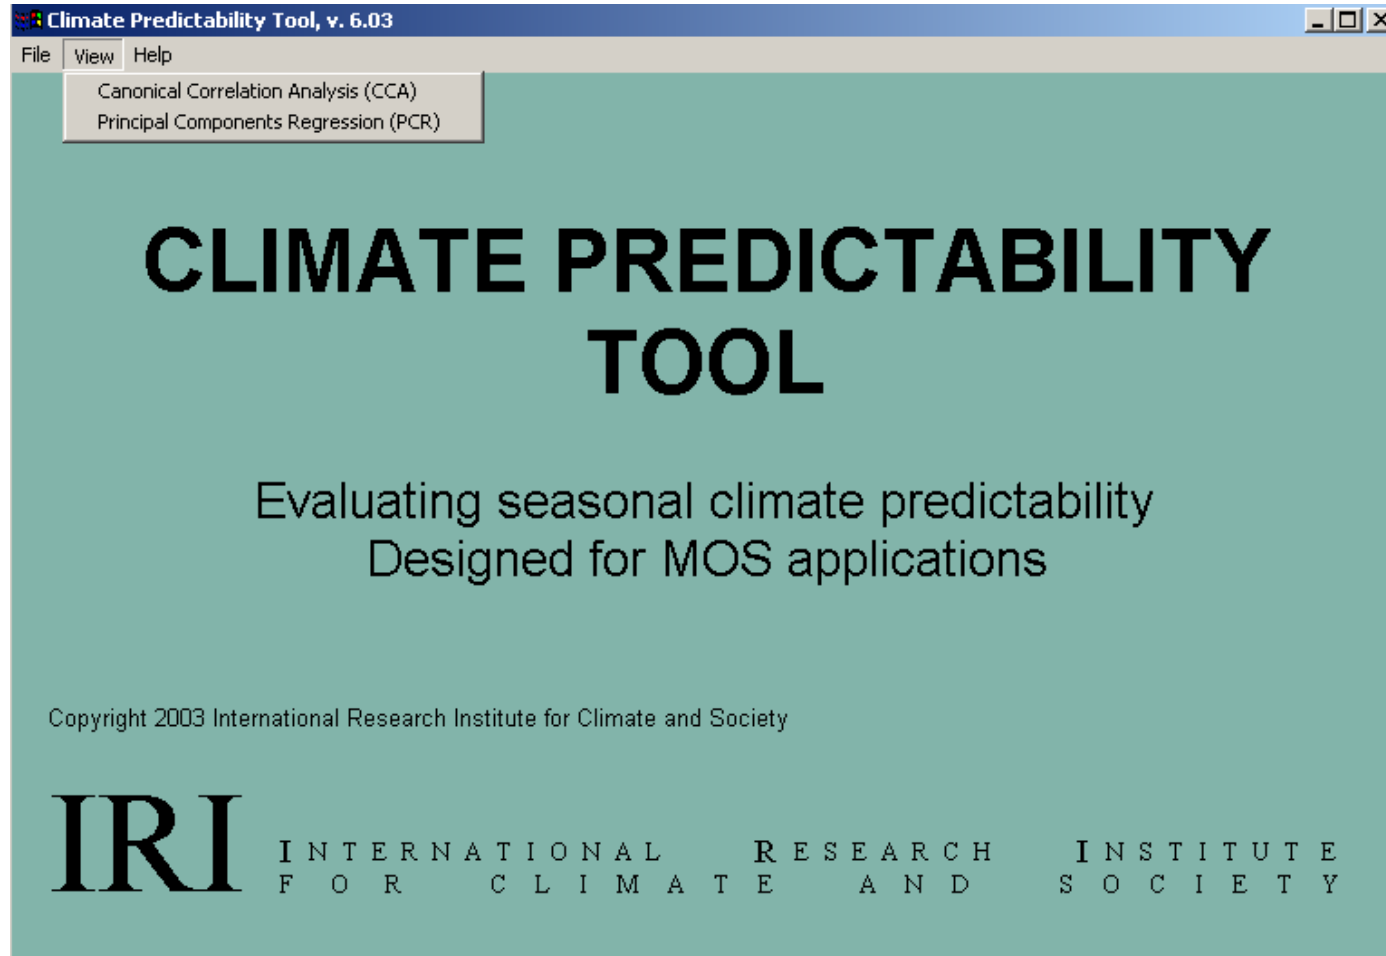 Climate Predictability Tool, v. 6.03
File View Help
Canonical Correlation Analysis (CCA)
Principal Components Regression (PCR)
CLIMATE PREDICTABILITY
TOOL
Evaluating seasonal climate predictability
Designed for MOS applications
Copyright 2003 International Research Institute for Climate and Society
IRI
INTERNATIONAL RESEARCH INSTITUTE
FOR CLIMATE AND SOCIETY